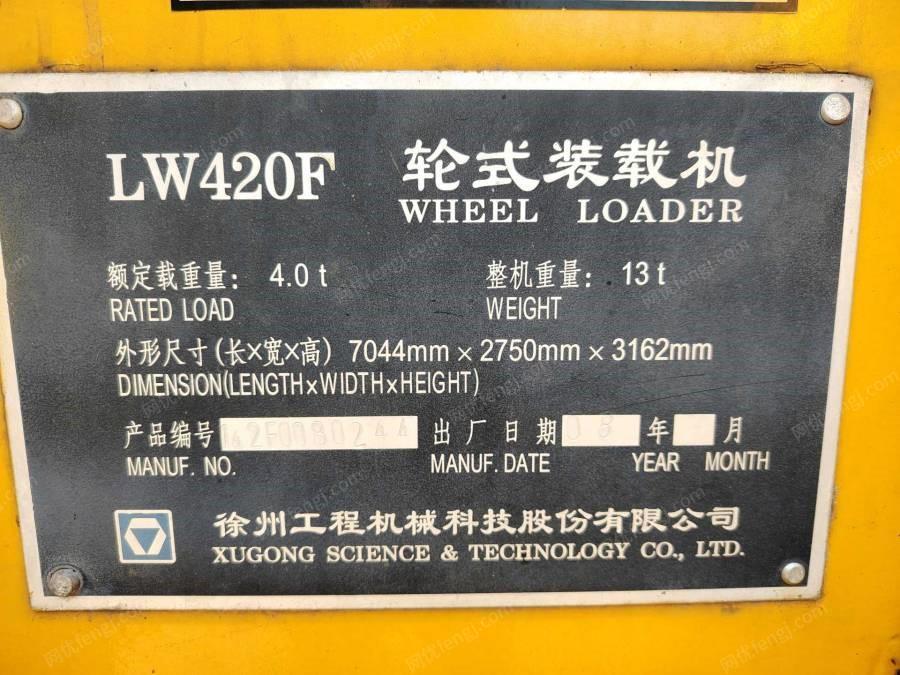 LW420F 轮式装载机
WHEEL LOADER
额定载重量: 4.0 t 整机重量: 13 t
RATED LOAD WEIGHT
外形尺寸(长×宽×高) 7044mm × 2750mm × 3162mm
DIMENSION(LENGTH×WIDTH×HEIGHT)
产品编号 出厂日期 08 年 月
MANUF. NO. MANUF. DATE YEAR MONTH
徐州工程机械科技股份有限公司
XUGONG SCIENCE & TECHNOLOGY CO., LTD.